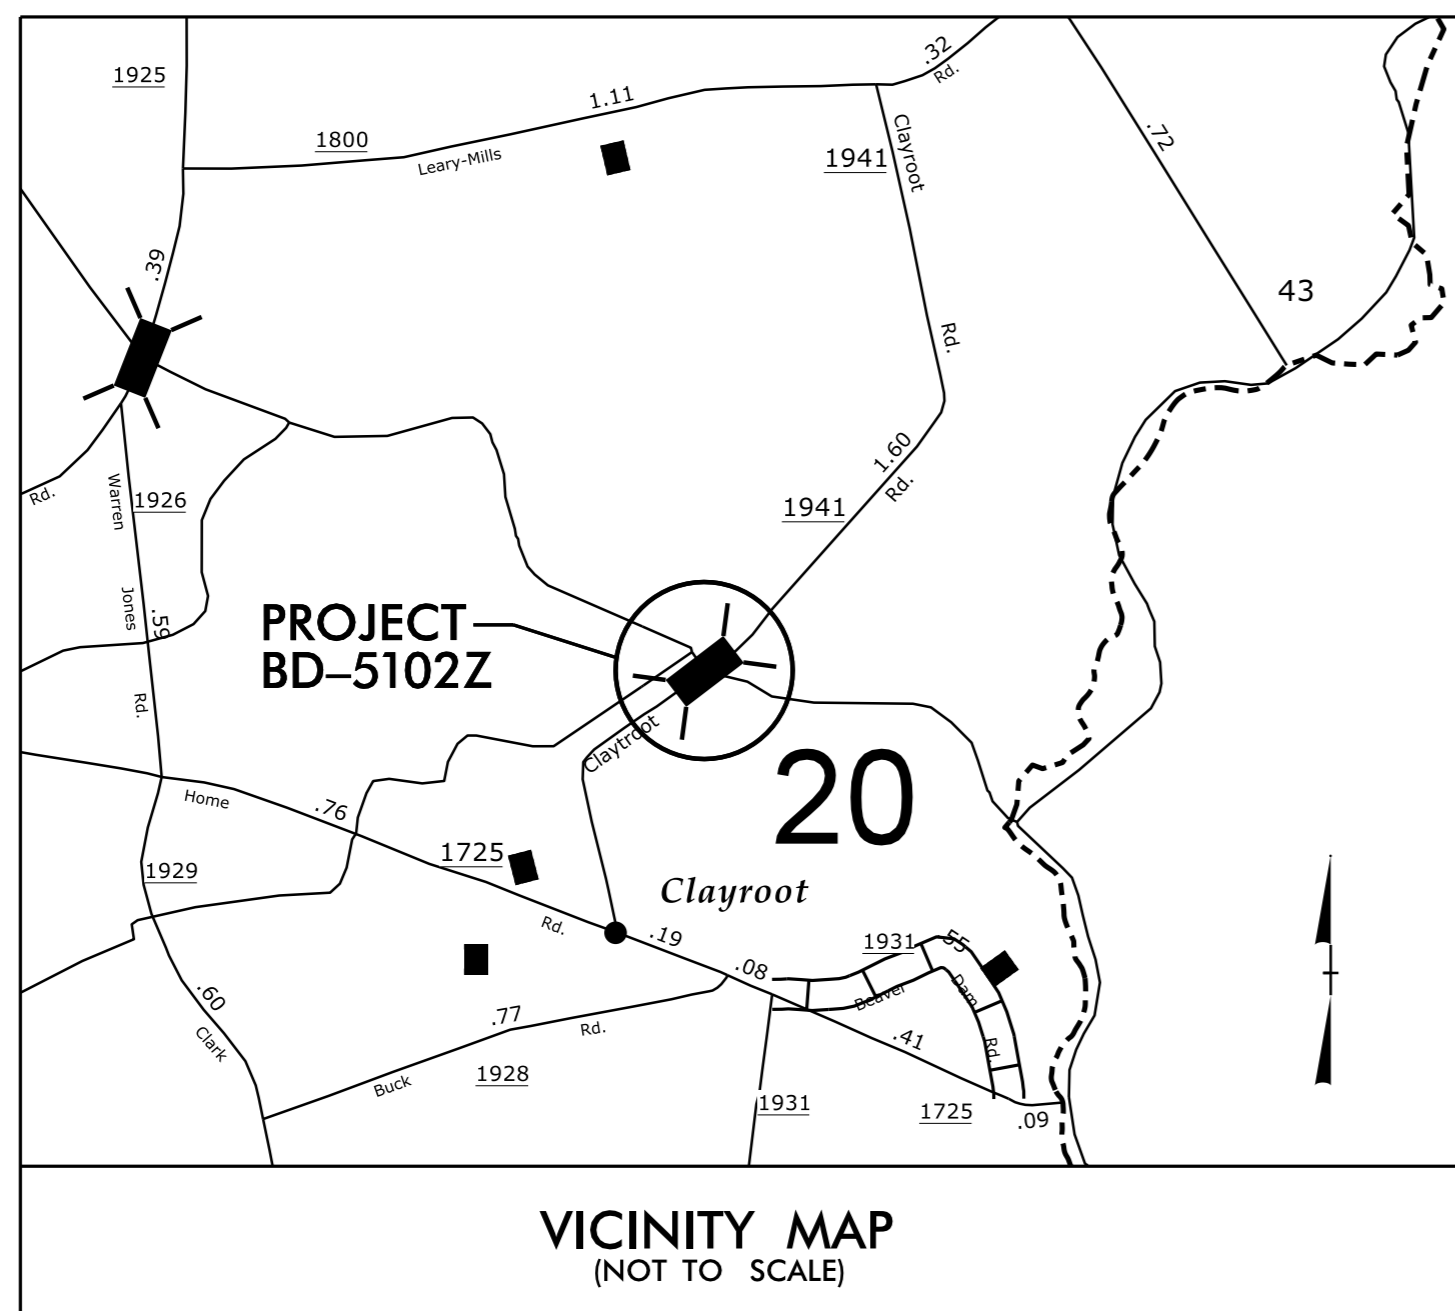 1925
.32
Rd.
1.11
1800
Leary-Mills
1941
Clayroot
.72
.39
43
Rd.
1.60
Rd.
1941
Rd.
Warren
1926
Jones
.59
Rd.
PROJECT
BD–5102Z
Claytroot
20
Home
.76
1725
1929
Clayroot
Rd.
.19
.08
1931
.55
Beaver
Dam
Rd.
.60
Clark
.77
Rd.
Buck
1928
.41
1931
1725
.09
VICINITY MAP
(NOT TO SCALE)